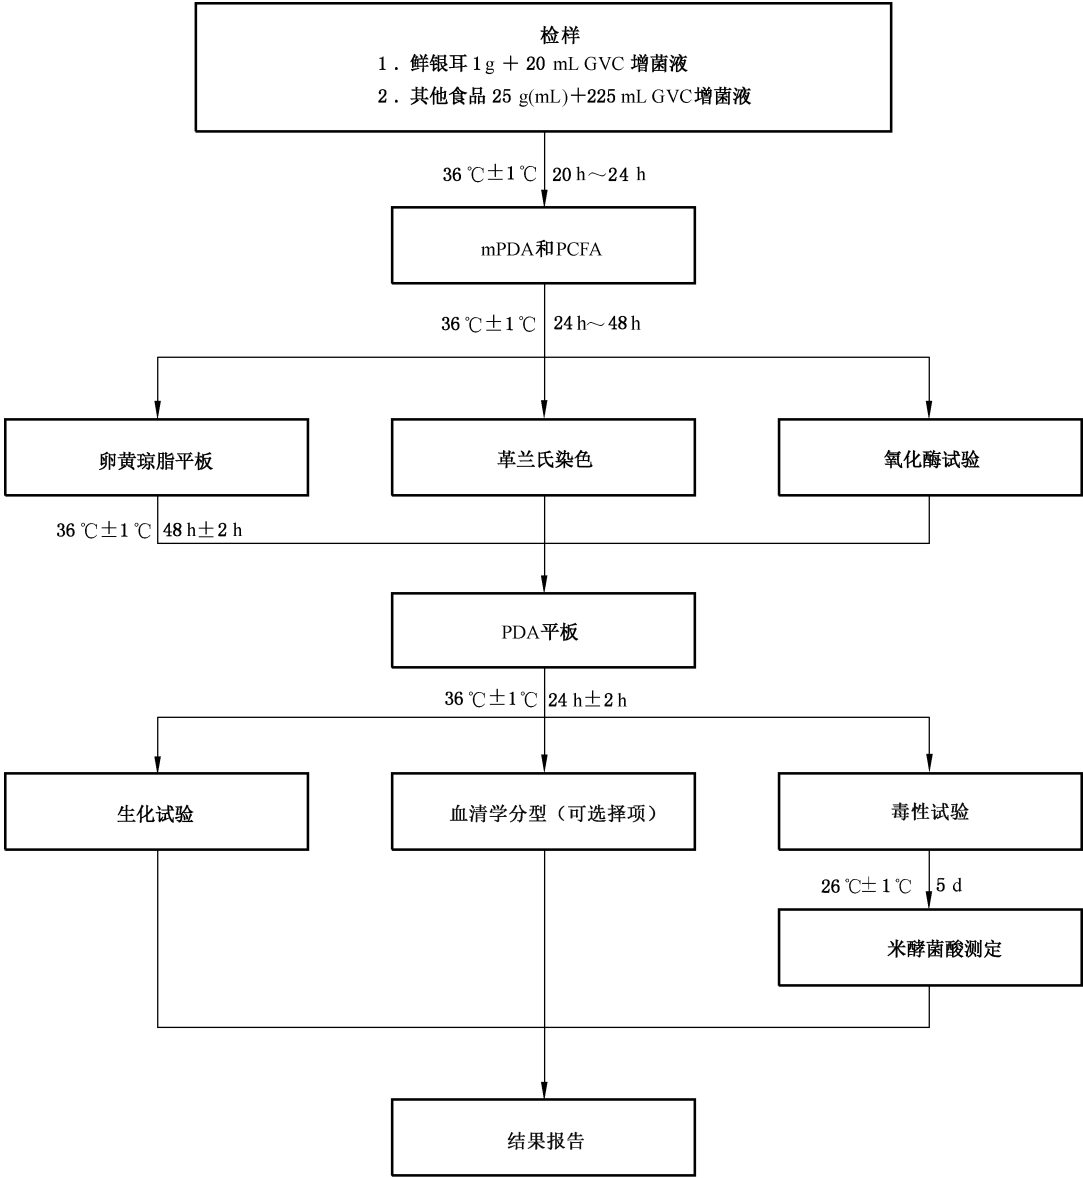 检样
1．鲜银耳 1 g ＋ 20 mL GVC 增菌液
2．其他食品 25 g(mL)＋225 mL GVC增菌液
36 ℃±1℃ 20 h～24 h
mPDA和PCFA
36 ℃±1℃ 24 h～48 h
卵黄琼脂平板
革兰氏染色
氧化酶试验
36 ℃±1 ℃ 48 h±2 h
PDA平板
36 ℃±1℃ 24 h±2 h
生化试验
血清学分型（可选择项）
毒性试验
26 ℃±1℃ 5 d
米酵菌酸测定
结果报告